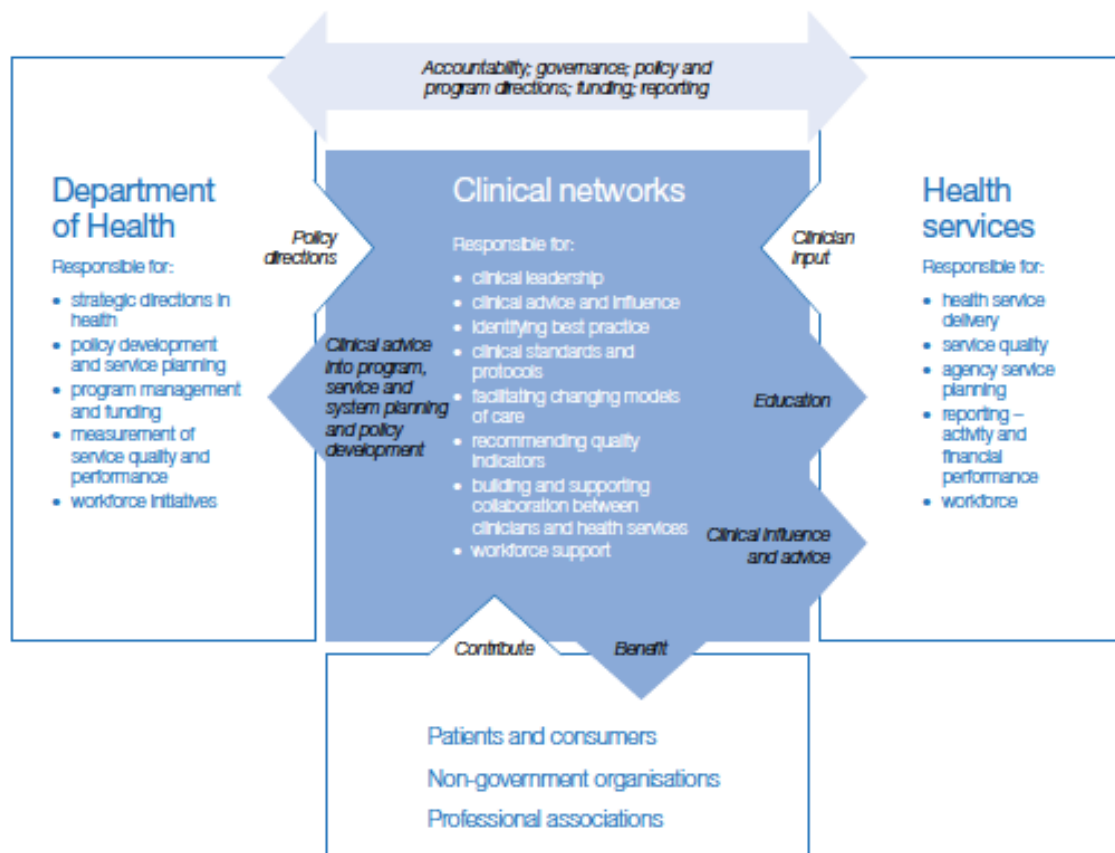 Accountability; governance; policy and
program directions; funding; reporting
Department
of Health
Responsible for:
• strategic directions in
health
• policy development
and service planning
• program management
and funding
• measurement of
service quality and
performance
• workforce initiatives
Policy
directions
Clinical advice
into program,
service and
system planning
and policy
development
Clinical networks
Responsible for:
• clinical leadership
• clinical advice and influence
• identifying best practice
• clinical standards and
protocols
• facilitating changing models
of care
• recommending quality
indicators
• building and supporting
collaboration between
clinicians and health services
• workforce support
Clinician
input
Education
Clinical influence
and advice
Health
services
Responsible for:
• health service
delivery
• service quality
• agency service
planning
• reporting –
activity and
financial
performance
• workforce
Contribute
Benefit
Patients and consumers
Non-government organisations
Professional associations